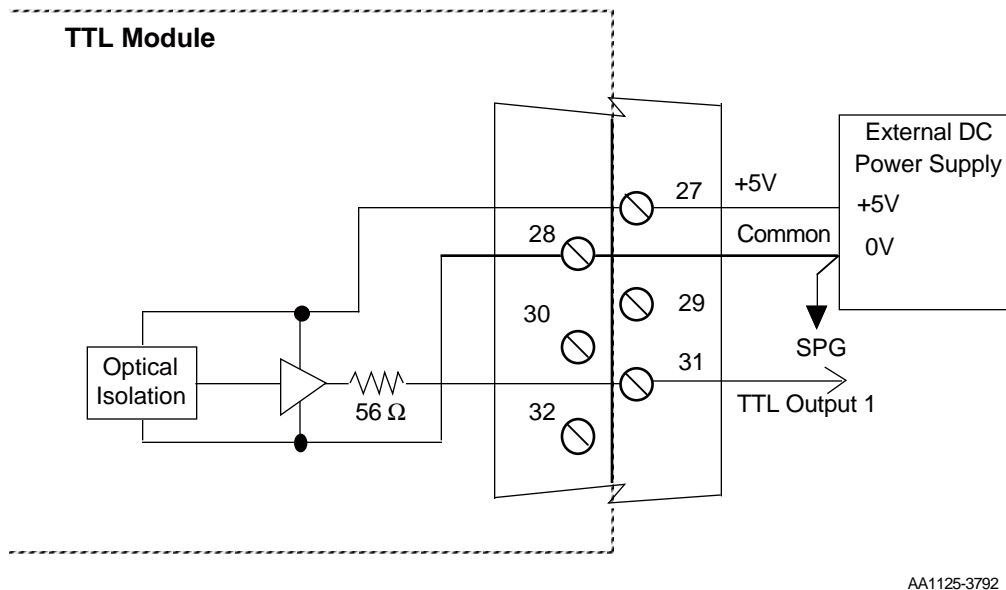 TTL Module
External DC
Power Supply
+5V
0V
27
+5V
28
Common
29
30
SPG
31
TTL Output 1
32
Optical
Isolation
56 Ω
AA1125-3792